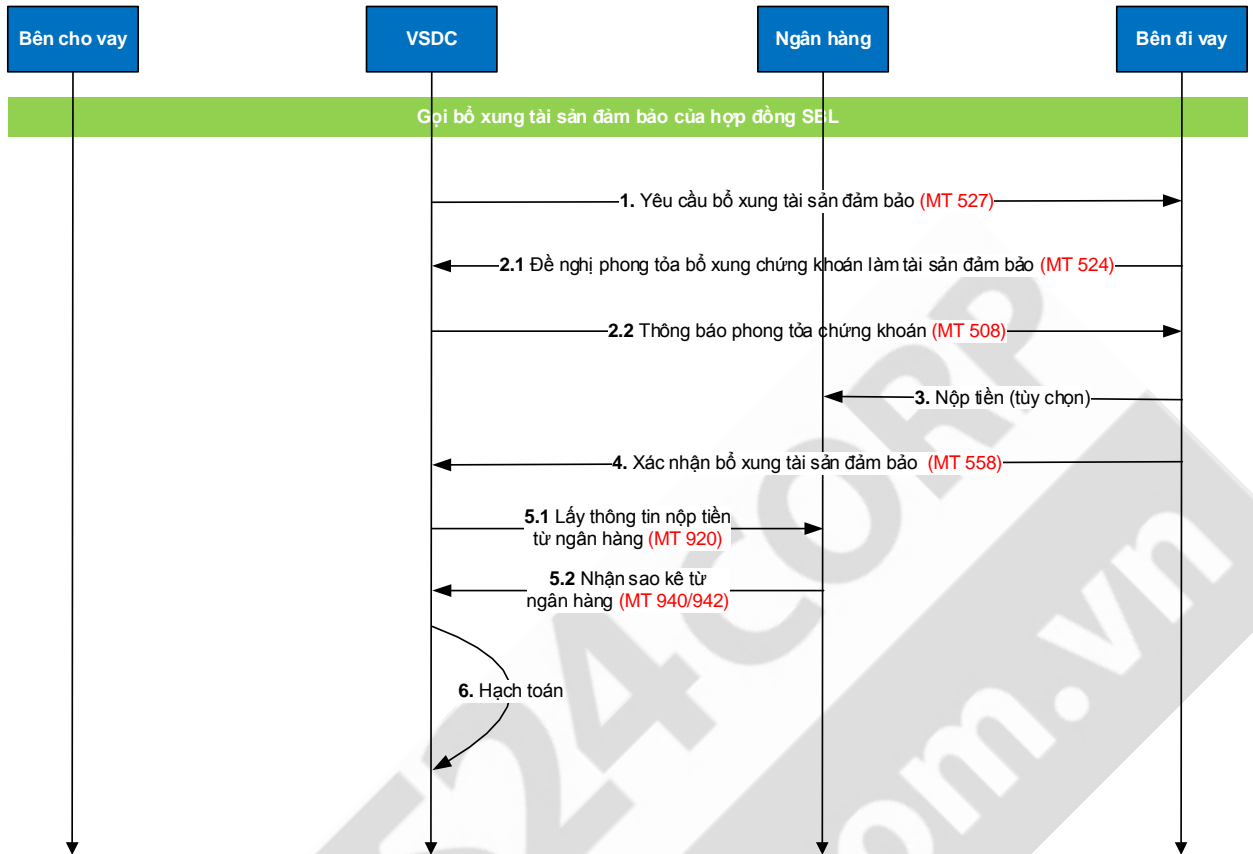 Bên cho vay
VSDC
Ngân hàng
Bên đi vay
Gọi bổ xung tài sản đảm bảo của hợp đồng SBL
1. Yêu cầu bổ xung tài sản đảm bảo (MT 527)
2.1 Đề nghị phong tỏa bổ xung chứng khoán làm tài sản đảm bảo (MT 524)
2.2 Thông báo phong tỏa chứng khoán (MT 508)
3. Nộp tiền (tùy chọn)
4. Xác nhận bổ xung tài sản đảm bảo (MT 558)
5.1 Lấy thông tin nộp tiền
từ ngân hàng (MT 920)
5.2 Nhận sao kê từ
ngân hàng (MT 940/942)
6. Hạch toán
524CORP
om.vn